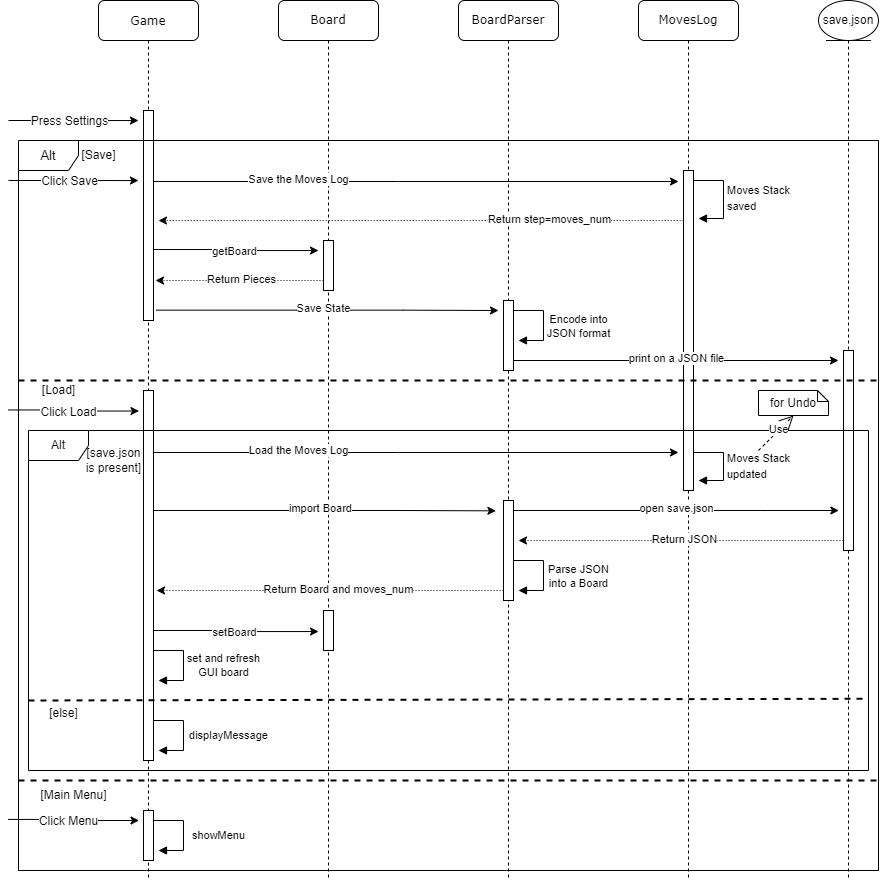 Game
Board
BoardParser
MovesLog
save.json
Press Settings
Alt
[Save]
Click Save
Save the Moves Log
Moves Stack
saved
Return step=moves_num
getBoard
Return Pieces
Save State
Encode into
JSON format
print on a JSON file
[Load]
Click Load
for Undo
Use
Alt
[save.json
is present]
Load the Moves Log
Moves Stack
updated
import Board
open save.json
Return JSON
Parse JSON
into a Board
Return Board and moves_num
setBoard
set and refresh
GUI board
[else]
displayMessage
[Main Menu]
Click Menu
showMenu